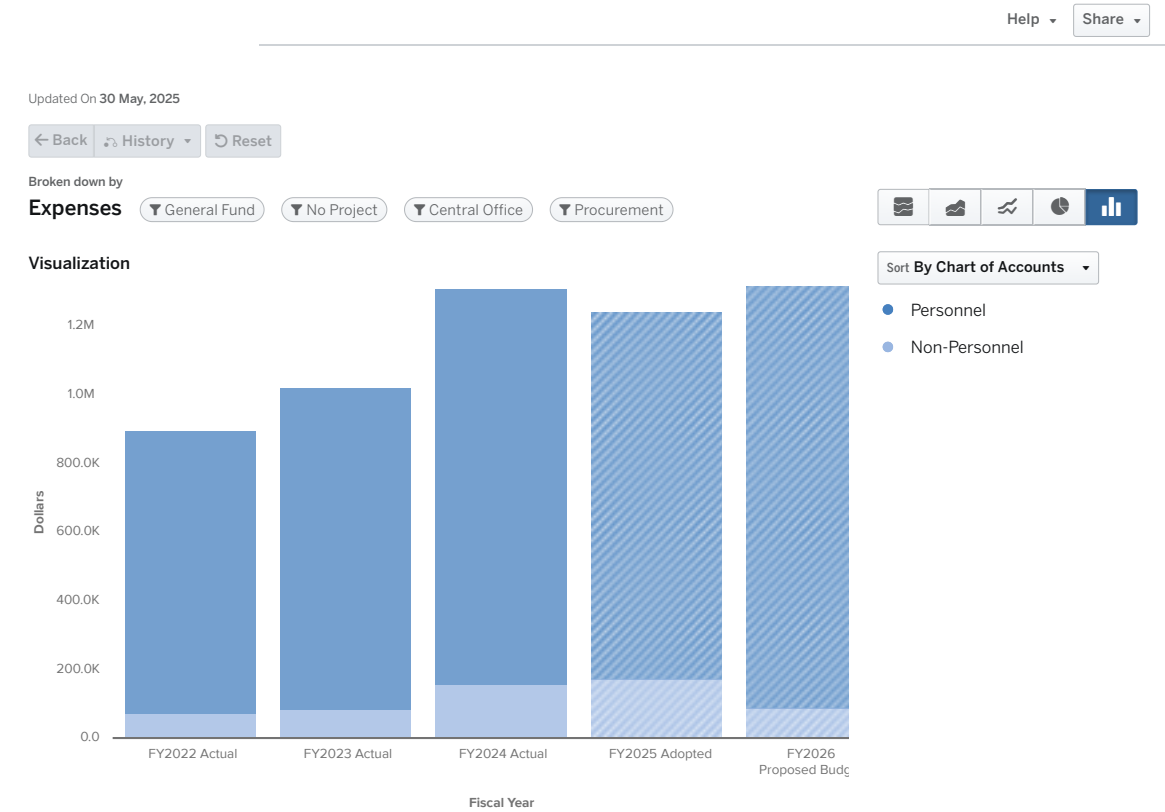 Help
Share
Updated On 30 May, 2025
Back
History
Reset
Broken down by
Expenses
General Fund
No Project
Central Office
Procurement
Visualization
Sort By Chart of Accounts
Personnel
Non-Personnel
1.2M
1.0M
800.0K
600.0K
400.0K
200.0K
0.0
Dollars
FY2022 Actual
FY2023 Actual
FY2024 Actual
FY2025 Adopted
FY2026
Proposed Budg
Fiscal Year